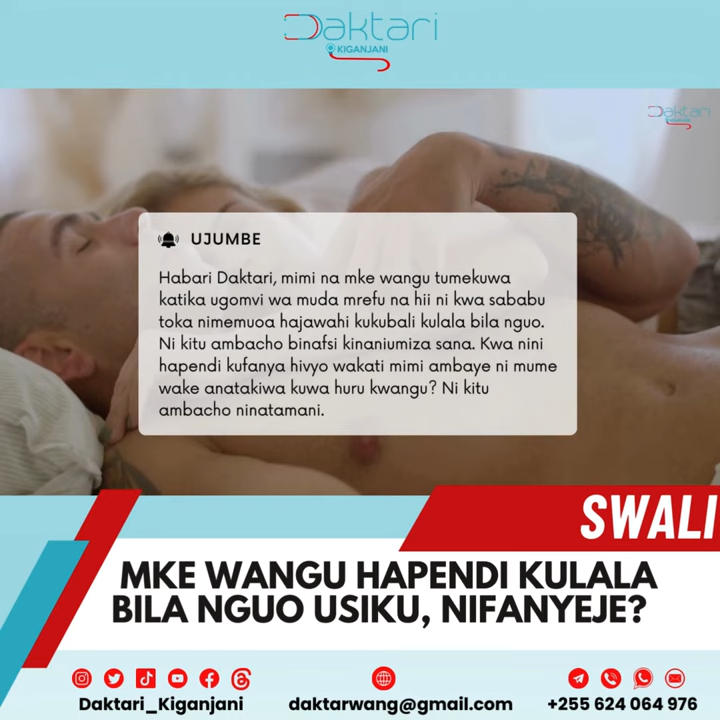 Daktari
KIGANJANI
Daktari
UJUMBE
Habari Daktari, mimi na mke wangu tumekuwa
katika ugomvi wa muda mrefu na hii ni kwa sababu
toka nimemuoa hajawahi kukubali kulala bila nguo.
Ni kitu ambacho binafsi kinaniumiza sana. Kwa nini
hapendi kufanya hivyo wakati mimi ambaye ni mume
wake anatakiwa kuwa huru kwangu? Ni kitu
ambacho ninatamani.
SWALI
MKE WANGU HAPENDI KULALA
BILA NGUO USIKU, NIFANYEJE?
Daktari_Kiganjani
daktarwang@gmail.com
+255 624 064 976